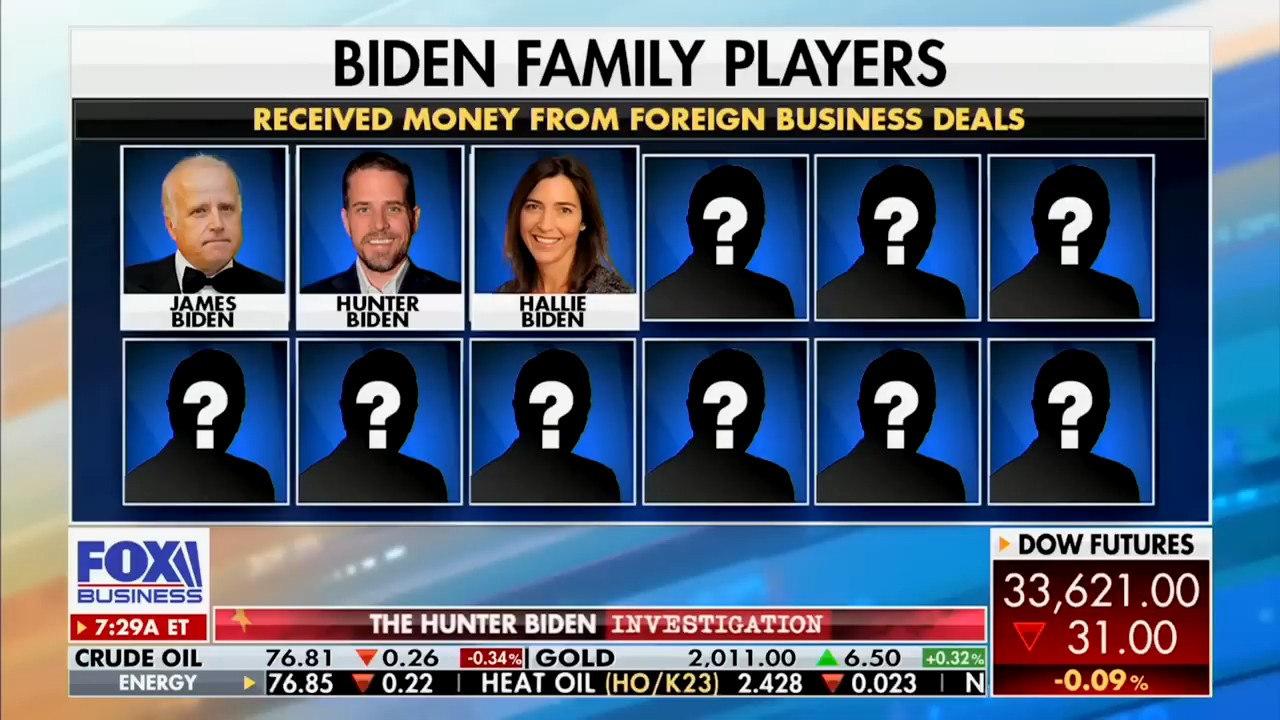 BIDEN FAMILY PLAYERS
RECEIVED MONEY FROM FOREIGN BUSINESS DEALS
JAMES
BIDEN
HUNTER
BIDEN
HALLIE
BIDEN
?
?
?
?
?
?
?
?
?
FOX
BUSINESS
7:29A ET
THE HUNTER BIDEN INVESTIGATION
DOW FUTURES
33,621.00
31.00
-0.09%
CRUDE OIL 76.81 0.26 -0.34% GOLD 2,011.00 6.50 +0.32%
ENERGY 76.85 0.22 HEAT OIL (HO/K23) 2.428 0.023 N